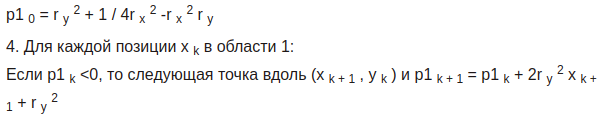 p1 0 = r y 2 + 1 / 4r x 2 -r x 2 r y
4. Для каждой позиции x k в области 1:
Если p1 k <0, то следующая точка вдоль (x k + 1 , y k ) и p1 k + 1 = p1 k + 2r y 2 x k +
1 + r y 2